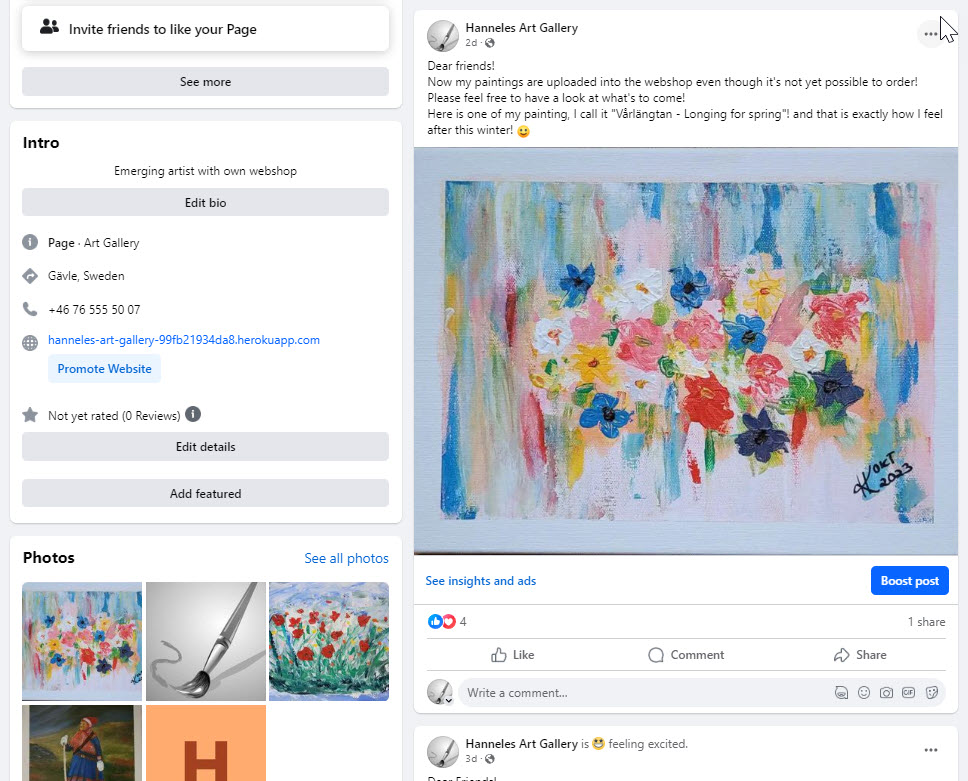 Invite friends to like your Page
See more
Intro
Emerging artist with own webshop
Edit bio
Page · Art Gallery
Gävle, Sweden
+46 76 555 50 07
hanneles-art-gallery-99fb21934da8.herokuapp.com
Promote Website
Not yet rated (0 Reviews)
Edit details
Add featured
Photos
See all photos
H
Hanneles Art Gallery
2d ·
Dear friends!
Now my paintings are uploaded into the webshop even though it's not yet possible to order!
Please feel free to have a look at what's to come!
Here is one of my painting, I call it "Vårlängtan - Longing for spring"! and that is exactly how I feel
after this winter!
OKT
2023
See insights and ads
Boost post
4
1 share
Like
Comment
Share
Write a comment...
GIF
Hanneles Art Gallery is feeling excited.
3d ·
Dear Friends!